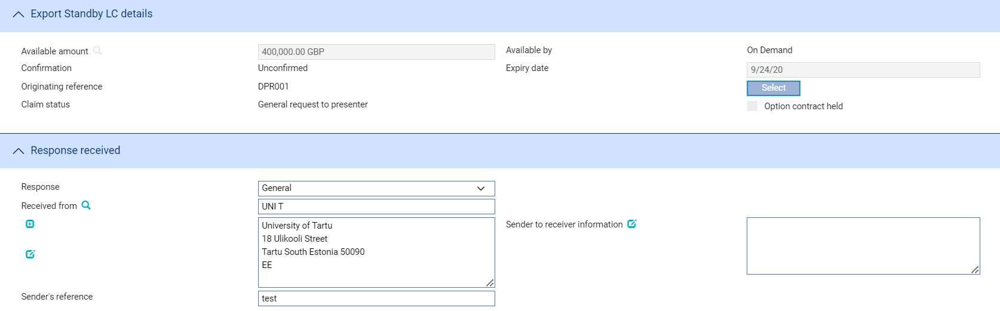 Export Standby LC details
Available amount 400,000.00 GBP Available by On Demand
Confirmation Unconfirmed Expiry date 9/24/20
Originating reference DPR001 Select
Claim status General request to presenter Option contract held
Response received
Response General
Received from UNI T
University of Tartu Sender to receiver information
18 Ulikooli Street
Tartu South Estonia 50090
EE
Sender's reference test